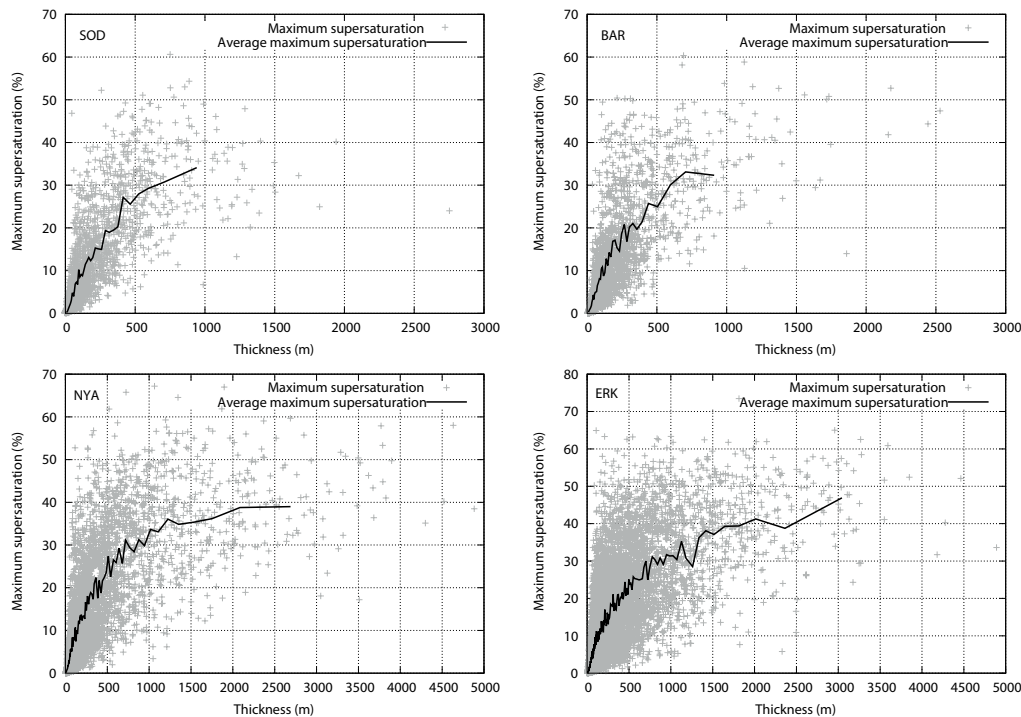 SOD
Maximum supersaturation
Average maximum supersaturation
Maximum supersaturation (%)
70
60
50
40
30
20
10
0
0 500 1000 1500 2000 2500 3000
Thickness (m)
BAR
Maximum supersaturation
Average maximum supersaturation
Maximum supersaturation (%)
70
60
50
40
30
20
10
0
0 500 1000 1500 2000 2500 3000
Thickness (m)
NYA
Maximum supersaturation
Average maximum supersaturation
Maximum supersaturation (%)
70
60
50
40
30
20
10
0
0 500 1000 1500 2000 2500 3000 3500 4000 4500 5000
Thickness (m)
ERK
Maximum supersaturation
Average maximum supersaturation
Maximum supersaturation (%)
80
70
60
50
40
30
20
10
0
0 500 1000 1500 2000 2500 3000 3500 4000 4500 5000
Thickness (m)